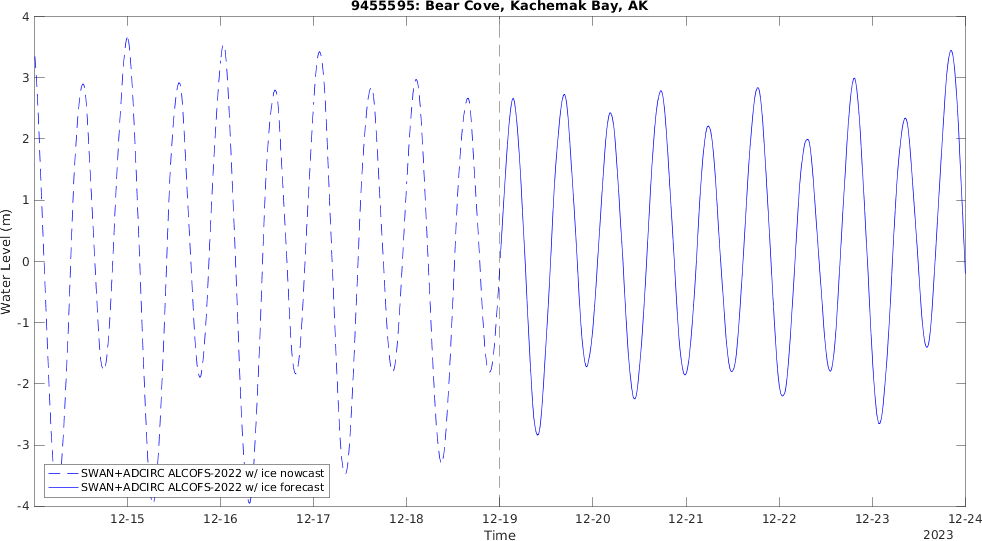 9455595: Bear Cove, Kachemak Bay, AK
Water Level (m)
4
3
2
1
0
-1
-2
-3
-4
SWAN+ADCIRC ALCOFS-2022 w/ ice nowcast
SWAN+ADCIRC ALCOFS-2022 w/ ice forecast
12-15 12-16 12-17 12-18 12-19 12-20 12-21 12-22 12-23 12-24
Time
2023